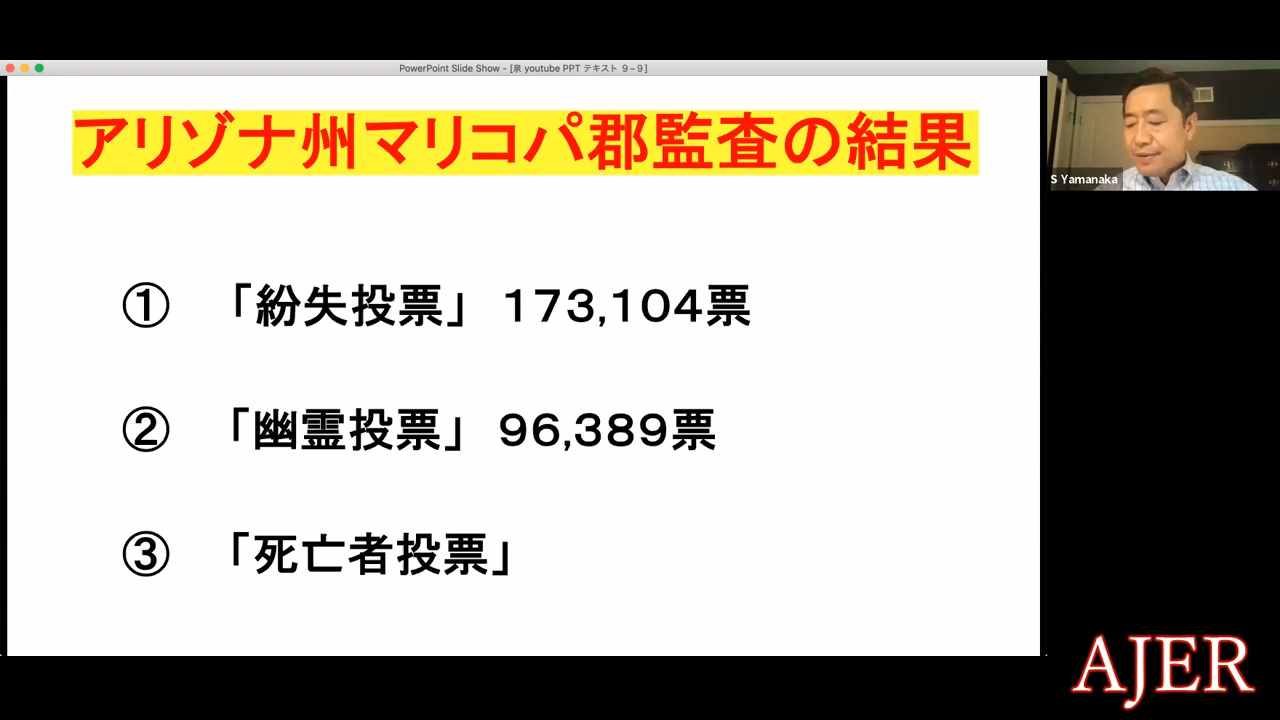 PowerPoint Slide Show - [泉 youtube PPT テキスト 9-9]
アリゾナ州マリコパ郡監査の結果
① 「紛失投票」 173,104票
② 「幽霊投票」 96,389票
③ 「死亡者投票」
S Yamanaka
AJER